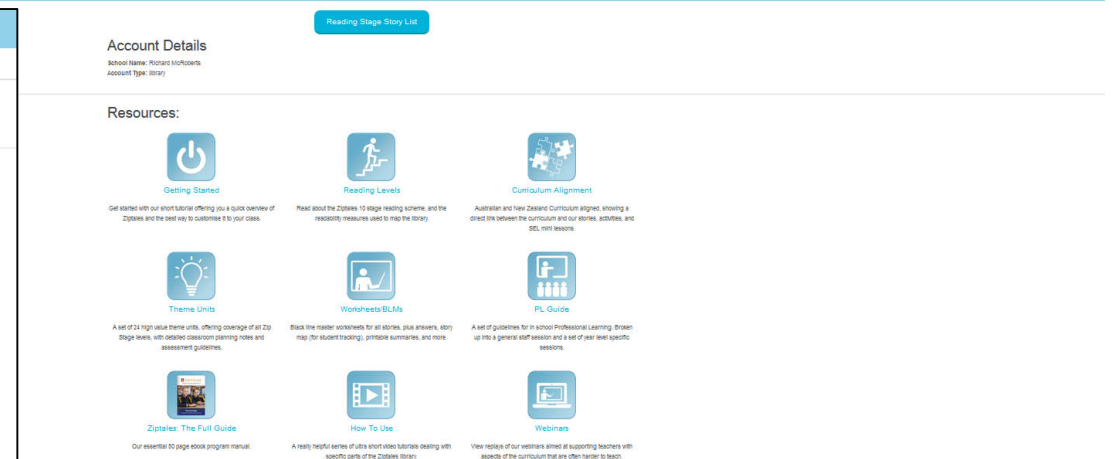 Reading Stage Story List
Account Details
School Name: Richard McRoberts
Account Type: library
Resources:
Getting Started
Get started with our short tutorial offering you a quick overview of
Ziptales and the best way to customise it to your class.
Reading Levels
Read about the Ziptales 10 stage reading scheme, and the
readability measures used to map the library.
Curriculum Alignment
Australian and New Zealand Curriculum aligned, showing a
direct link between the curriculum and our stories, activities, and
SEL mini lessons.
Theme Units
A set of 24 high value theme units, offering coverage of all Zip
Stage levels, with detailed classroom planning notes and
assessment guidelines.
Worksheets/BLMs
Black line master worksheets for all stories, plus answers, story
map (for student tracking), printable summaries, and more.
PL Guide
A set of guidelines for in school Professional Learning. Broken
up into a general staff session and a set of year level specific
sessions.
Ziptales: The Full Guide
Our essential 50 page ebook program manual.
How To Use
A really helpful series of ultra short video tutorials dealing with
specific parts of the Ziptales library.
Webinars
View replays of our webinars aimed at supporting teachers with
aspects of the curriculum that are often harder to teach.